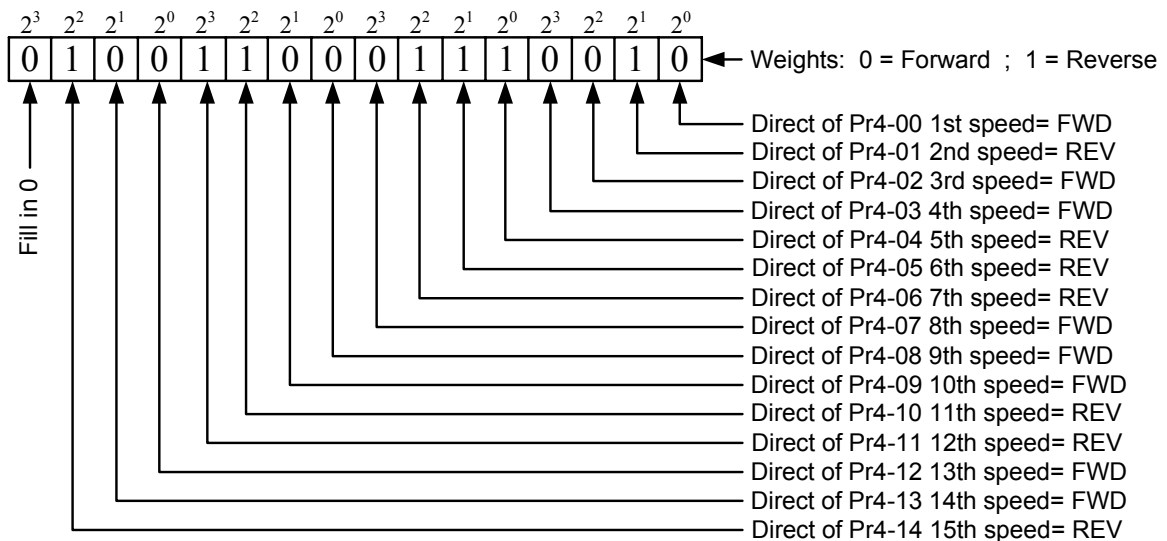 2³ 2² 2¹ 2⁰ 2³ 2² 2¹ 2⁰ 2³ 2² 2¹ 2⁰ 2³ 2² 2¹ 2⁰
0 1 0 0 1 1 0 0 0 1 1 1 0 0 1 0 Weights: 0 = Forward ; 1 = Reverse
Fill in 0
Direct of Pr4-00 1st speed= FWD
Direct of Pr4-01 2nd speed= REV
Direct of Pr4-02 3rd speed= FWD
Direct of Pr4-03 4th speed= FWD
Direct of Pr4-04 5th speed= REV
Direct of Pr4-05 6th speed= REV
Direct of Pr4-06 7th speed= REV
Direct of Pr4-07 8th speed= FWD
Direct of Pr4-08 9th speed= FWD
Direct of Pr4-09 10th speed= FWD
Direct of Pr4-10 11th speed= REV
Direct of Pr4-11 12th speed= REV
Direct of Pr4-12 13th speed= FWD
Direct of Pr4-13 14th speed= FWD
Direct of Pr4-14 15th speed= REV